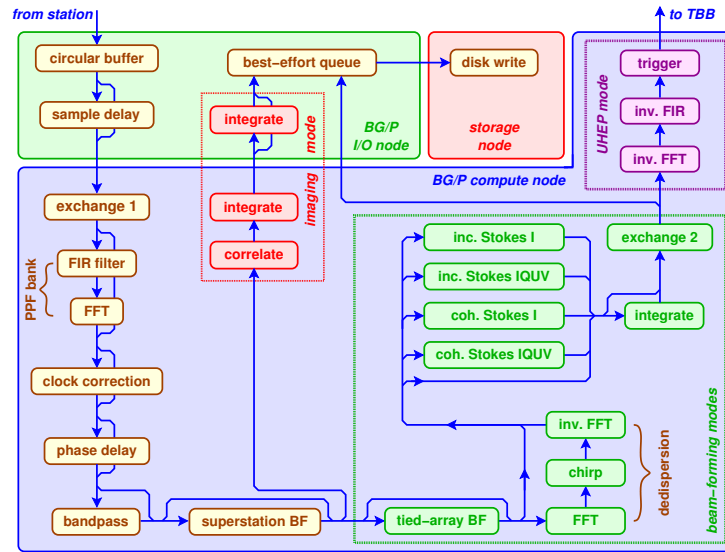 from station
to TBB
circular buffer
sample delay
best-effort queue
disk write
integrate
BG/P
I/O node
storage
node
imaging mode
UHEP mode
trigger
inv. FIR
inv. FFT
BG/P compute node
exchange 1
integrate
correlate
PPF bank
FIR filter
FFT
clock correction
phase delay
bandpass
superstation BF
tied-array BF
inc. Stokes I
inc. Stokes IQUV
coh. Stokes I
coh. Stokes IQUV
exchange 2
integrate
inv. FFT
chirp
FFT
dedispersion
beam-forming modes